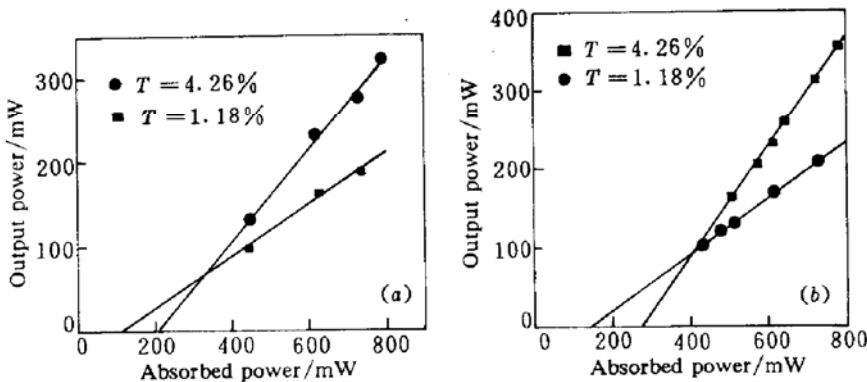 300
200
100
0
Output power/mW
● T=4.26%
■ T=1.18%
(a)
0 200 400 600 800
Absorbed power/mW
(b)
400
300
200
100
0
Output power/mW
■ T=4.26%
● T=1.18%
(b)
0 200 400 600 800
Absorbed power/mW